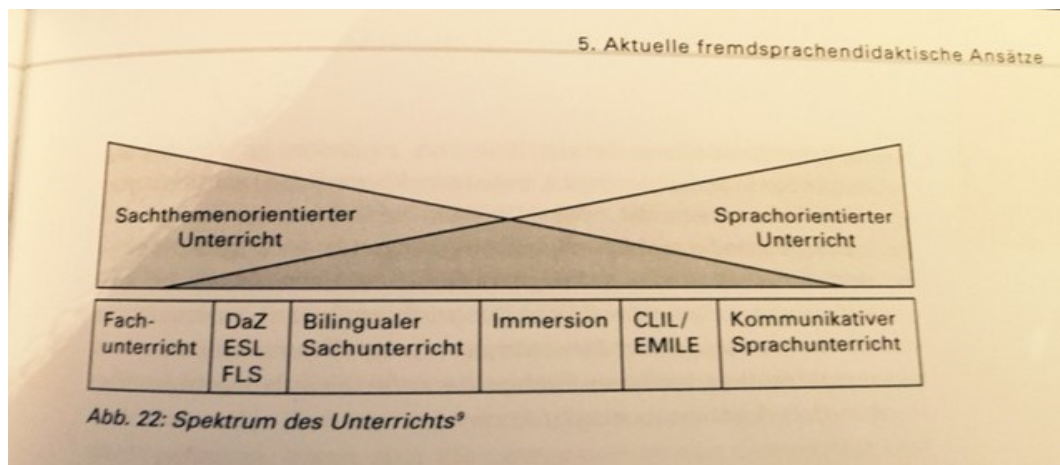 5. Aktuelle fremdsprachendidaktische Ansätze
Sachthemenorientierter
Unterricht
Sprachorientierter
Unterricht
Fach-
unterricht
DaZ
ESL
FLS
Bilingualer
Sachunterricht
Immersion
CLIL/
EMILE
Kommunikativer
Sprachunterricht
Abb. 22: Spektrum des Unterrichts⁹